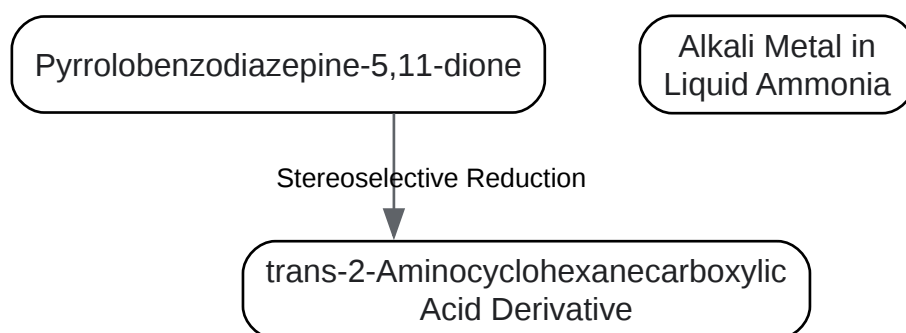 Pyrrolobenzodiazepine-5,11-dione
Alkali Metal in
Liquid Ammonia
Stereoselective Reduction
trans-2-Aminocyclohexanecarboxylic
Acid Derivative